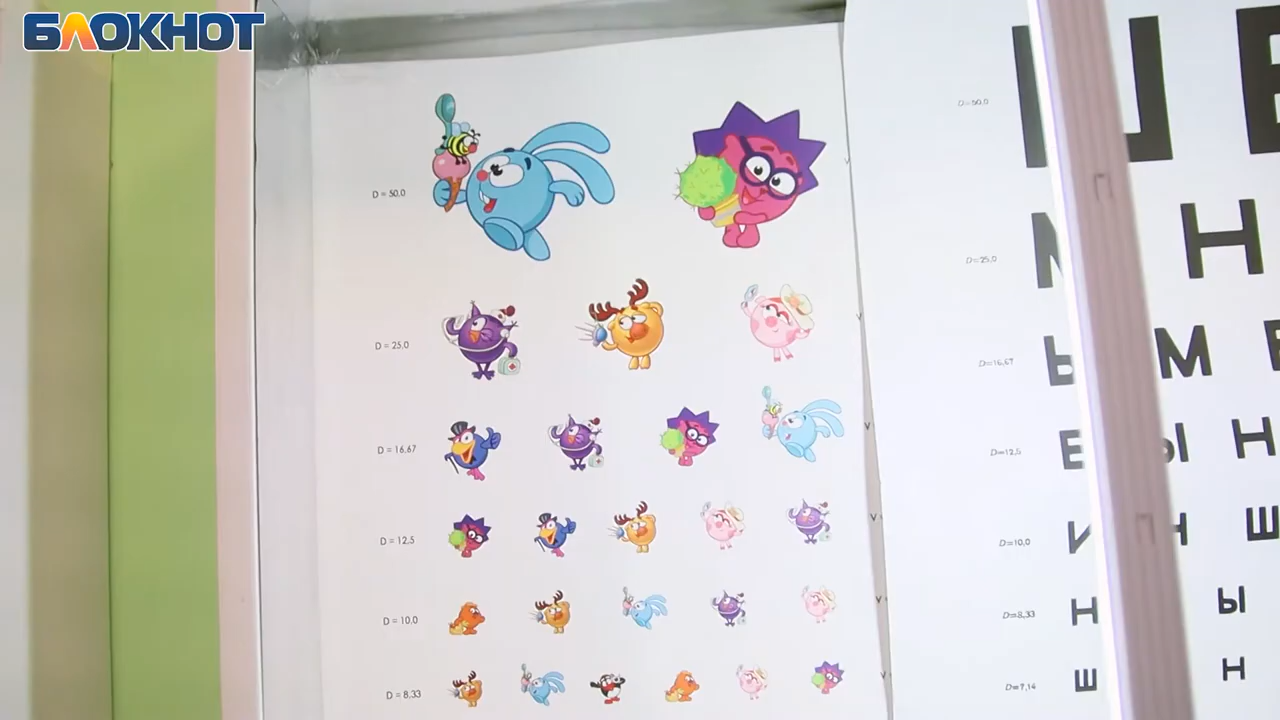 БЛОКНОТ
D = 50,0
D = 25,0
D = 16,67
D = 12,5
D = 10,0
D = 8,33
D=50,0
Ш
D=25,0
Н
D=16,67
Ы М
D=12,5
Е Ы Н
D=10,0
И Н Ш
D=8,33
Н Ы
D=7,14
Ш Н